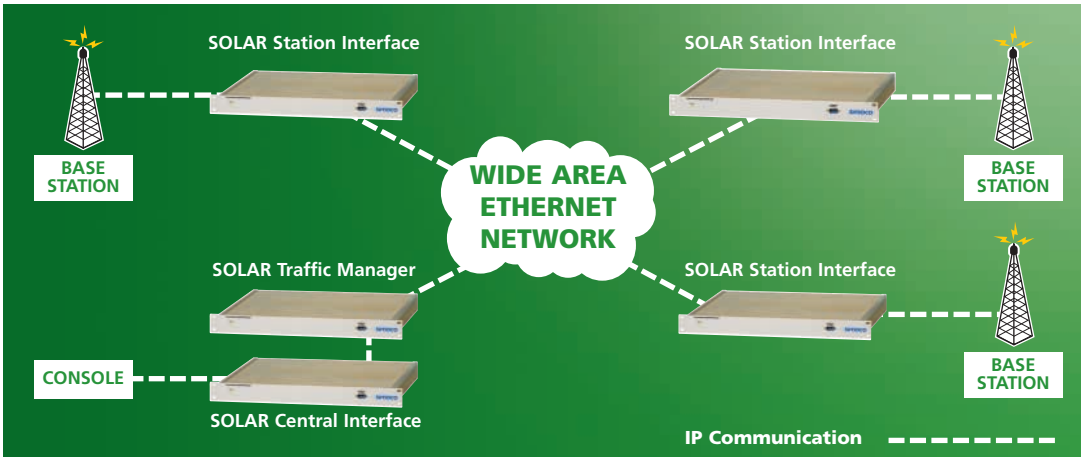 SOLAR Station Interface
SOLAR Station Interface
BASE
STATION
WIDE AREA
ETHERNET
NETWORK
BASE
STATION
SOLAR Traffic Manager
SOLAR Station Interface
CONSOLE
SOLAR Central Interface
BASE
STATION
IP Communication